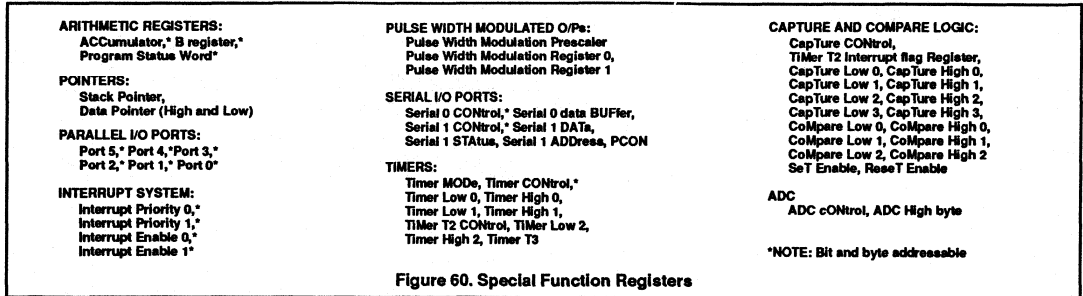 ARITHMETIC REGISTERS:
ACCumulator,* B register,*
Program Status Word*
POINTERS:
Stack Pointer,
Data Pointer (High and Low)
PARALLEL I/O PORTS:
Port 5,* Port 4,*Port 3,*
Port 2,* Port 1,* Port 0*
INTERRUPT SYSTEM:
Interrupt Priority 0,*
Interrupt Priority 1,*
Interrupt Enable 0,*
Interrupt Enable 1*
PULSE WIDTH MODULATED O/Ps:
Pulse Width Modulation Prescaler
Pulse Width Modulation Register 0,
Pulse Width Modulation Register 1
SERIAL I/O PORTS:
Serial 0 CONtrol,* Serial 0 data BUFfer,
Serial 1 CONtrol,* Serial 1 DATa,
Serial 1 STAtus, Serial 1 ADDress, PCON
TIMERS:
Timer MODe, Timer CONtrol,*
Timer Low 0, Timer High 0,
Timer Low 1, Timer High 1,
TiMer T2 CONtrol, TiMer Low 2,
Timer High 2, Timer T3
CAPTURE AND COMPARE LOGIC:
CapTure CONtrol,
TiMer T2 Interrupt flag Register,
CapTure Low 0, CapTure High 0,
CapTure Low 1, CapTure High 1,
CapTure Low 2, CapTure High 2,
CapTure Low 3, CapTure High 3,
CoMpare Low 0, CoMpare High 0,
CoMpare Low 1, CoMpare High 1,
CoMpare Low 2, CoMpare High 2
SeT Enable, ReseT Enable
ADC
ADC cONtrol, ADC High byte
*NOTE: Bit and byte addressable
Figure 60. Special Function Registers